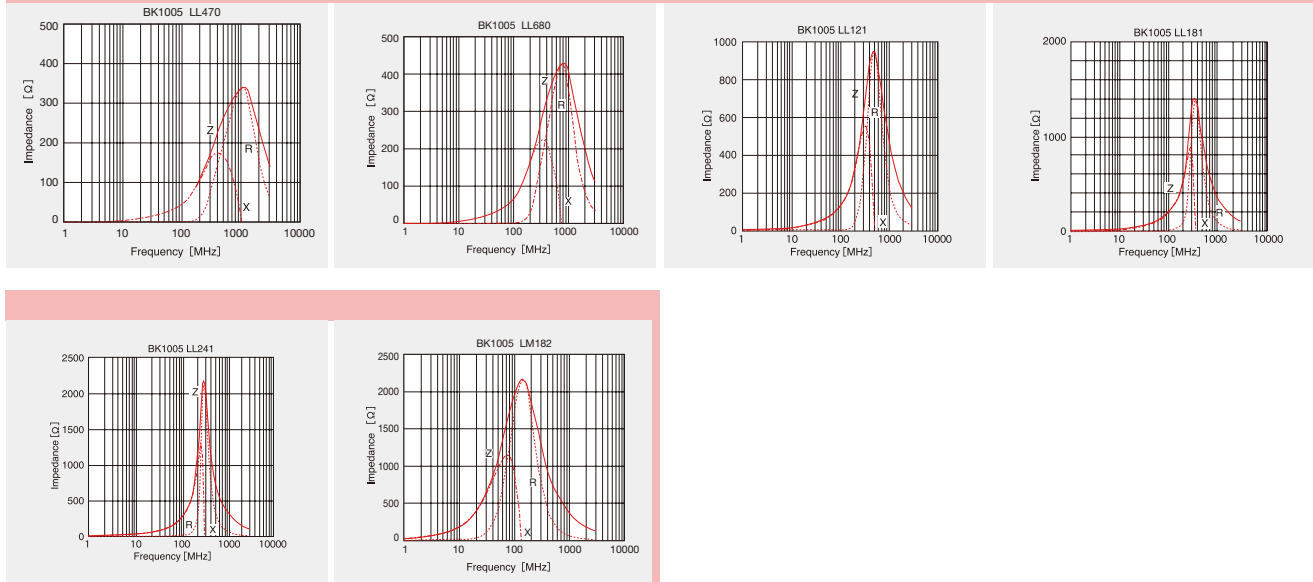 BK1005 LL470
500
400
300
200
100
0
Impedance [Ω]
Z
R
X
1 10 100 1000 10000
Frequency [MHz]
BK1005 LL680
500
400
300
200
100
0
Impedance [Ω]
Z
R
X
1 10 100 1000 10000
Frequency [MHz]
BK1005 LL121
1000
800
600
400
200
0
Impedance [Ω]
Z
R
X
1 10 100 1000 10000
Frequency [MHz]
BK1005 LL181
2000
1000
0
Impedance [Ω]
Z
R
X
1 10 100 1000 10000
Frequency [MHz]
BK1005 LL241
2500
2000
1500
1000
500
0
Impedance [Ω]
Z
R
X
1 10 100 1000 10000
Frequency [MHz]
BK1005 LM182
2500
2000
1500
1000
500
0
Impedance [Ω]
Z
R
X
1 10 100 1000 10000
Frequency [MHz]